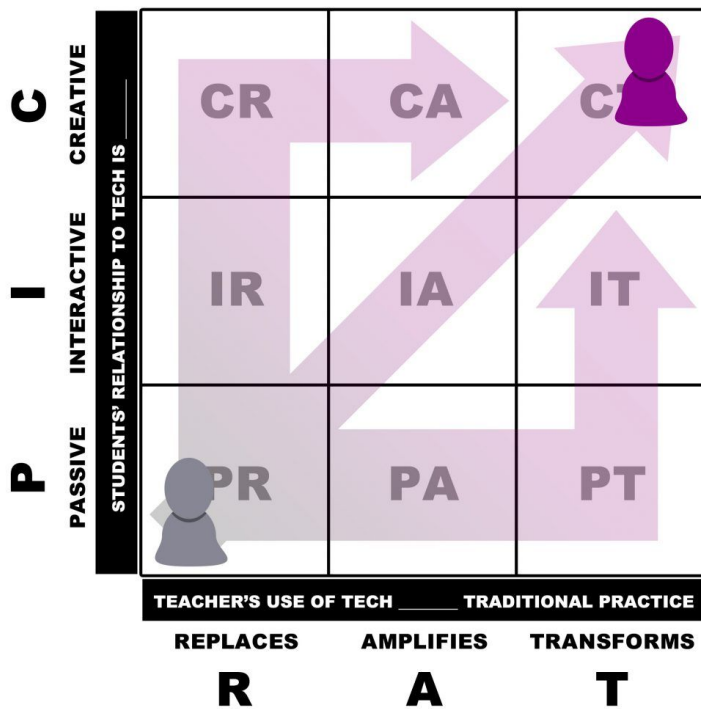 C
CREATIVE
I
INTERACTIVE
P
PASSIVE
STUDENTS' RELATIONSHIP TO TECH IS ______
CR CA
IR IA IT
PR PA PT
TEACHER'S USE OF TECH ______ TRADITIONAL PRACTICE
REPLACES AMPLIFIES TRANSFORMS
R A T